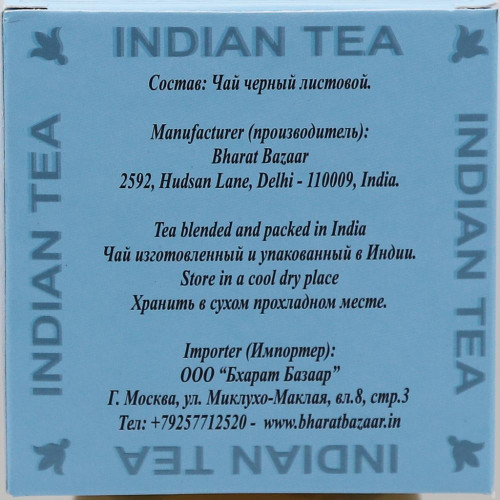 INDIAN TEA
Состав: Чай черный листовой.
Manufacturer (производитель):
Bharat Bazaar
2592, Hudsan Lane, Delhi - 110009, India.
Tea blended and packed in India
Чай изготовленный и упакованный в Индии.
Store in a cool dry place
Хранить в сухом прохладном месте.
Importer (Импортер):
ООО “Бхарат Базаар”
Г. Москва, ул. Миклухо-Маклая, вл.8, стр.3
Тел: +79257712520 - www.bharatbazaar.in
INDIAN TEA
INDIAN TEA
INDIAN TEA